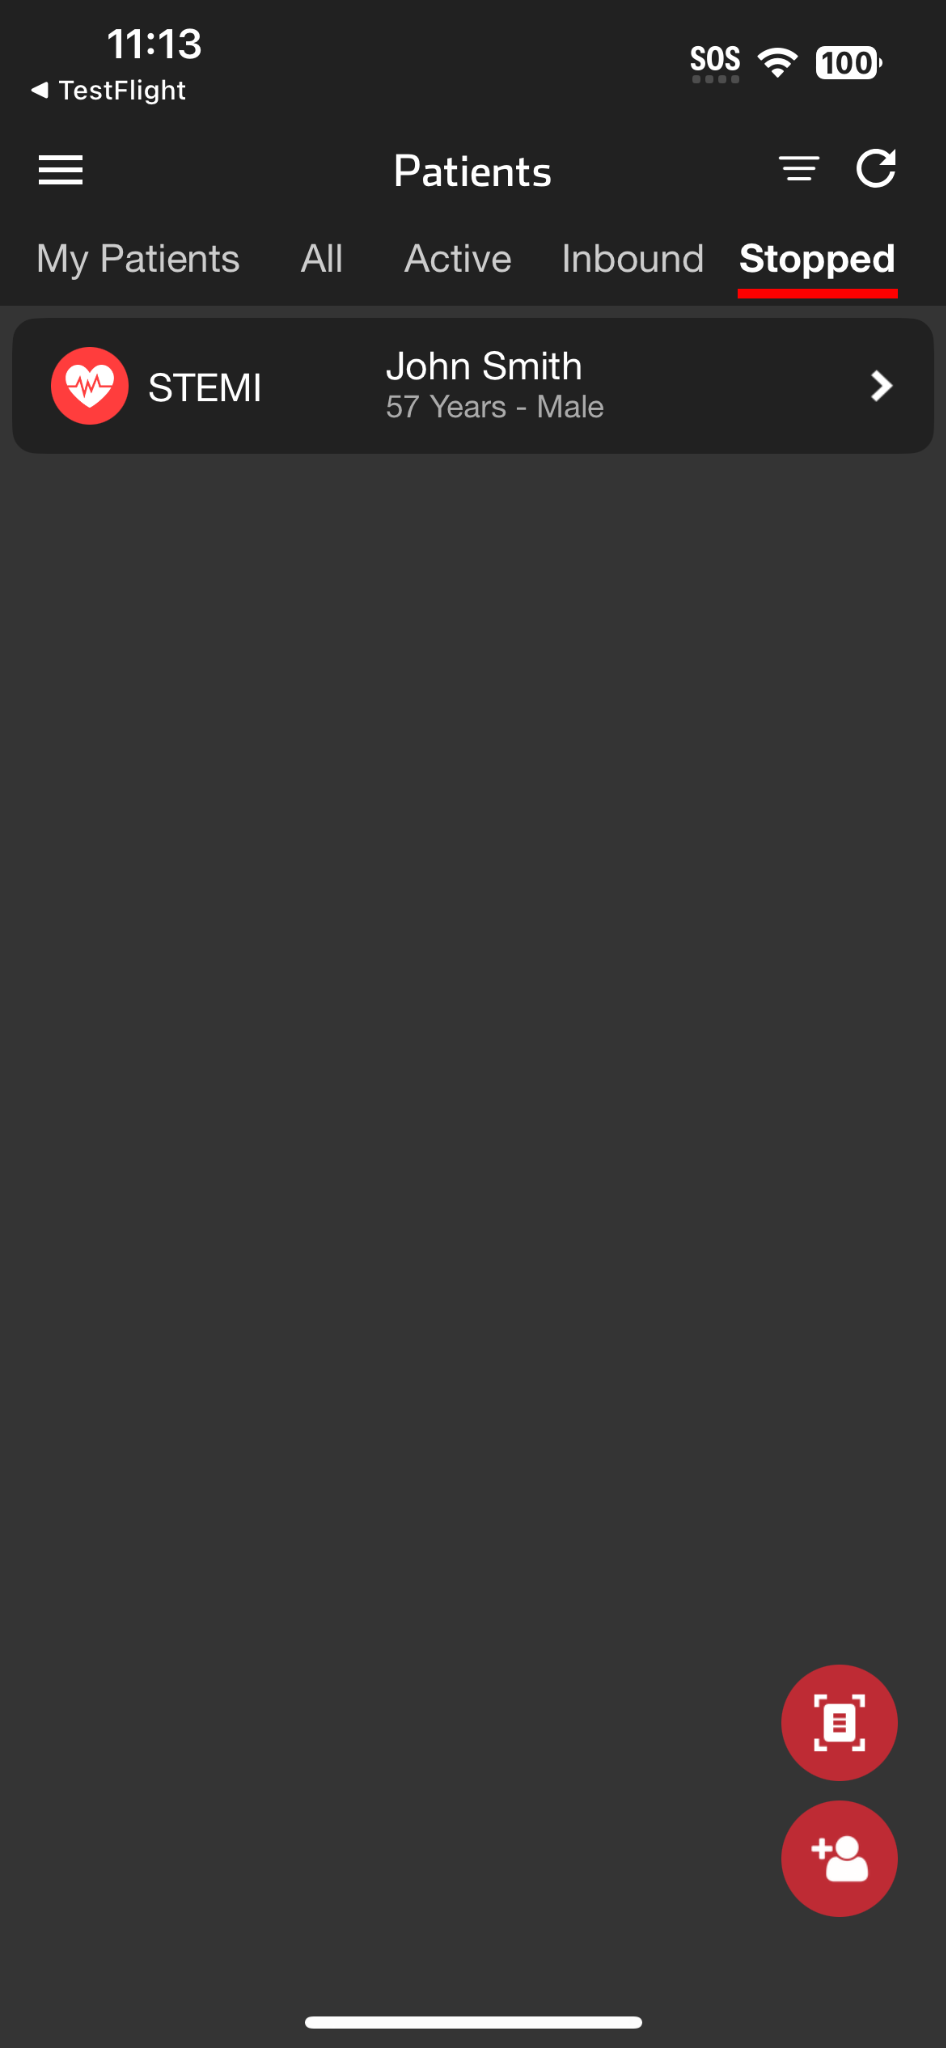 11:13
SOS
100
◀ TestFlight
Patients
My Patients
All
Active
Inbound
Stopped
STEMI
John Smith
57 Years - Male